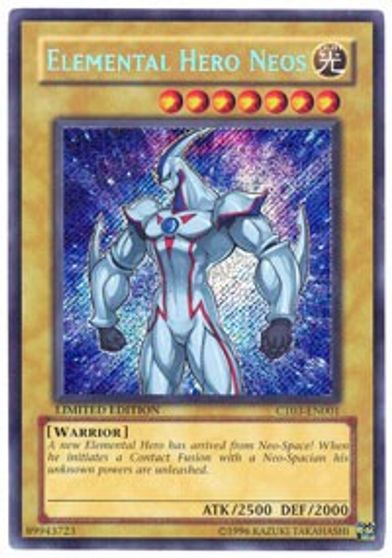 ELEMENTAL HERO NEOS
光
LIMITED EDITION
CT03-EN001
[WARRIOR]
A new Elemental Hero has arrived from Neo-Space! When
he initiates a Contact Fusion with a Neo-Spacian his
unknown powers are unleashed.
ATK/2500 DEF/2000
89943723
©1996 KAZUKI TAKAHASHI